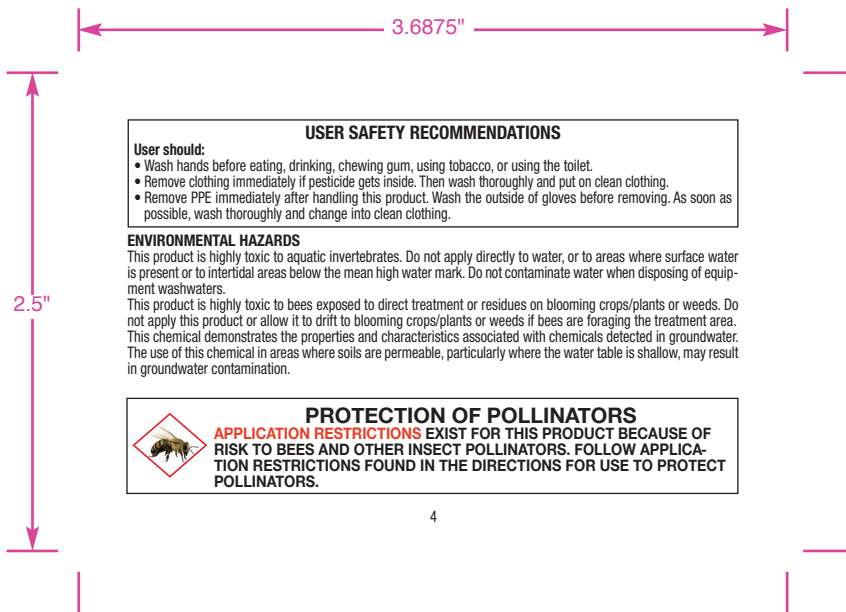 3.6875"
2.5"
USER SAFETY RECOMMENDATIONS
User should:
• Wash hands before eating, drinking, chewing gum, using tobacco, or using the toilet.
• Remove clothing immediately if pesticide gets inside. Then wash thoroughly and put on clean clothing.
• Remove PPE immediately after handling this product. Wash the outside of gloves before removing. As soon as
possible, wash thoroughly and change into clean clothing.
ENVIRONMENTAL HAZARDS
This product is highly toxic to aquatic invertebrates. Do not apply directly to water, or to areas where surface water
is present or to intertidal areas below the mean high water mark. Do not contaminate water when disposing of equip-
ment washwaters.
This product is highly toxic to bees exposed to direct treatment or residues on blooming crops/plants or weeds. Do
not apply this product or allow it to drift to blooming crops/plants or weeds if bees are foraging the treatment area.
This chemical demonstrates the properties and characteristics associated with chemicals detected in groundwater.
The use of this chemical in areas where soils are permeable, particularly where the water table is shallow, may result
in groundwater contamination.
PROTECTION OF POLLINATORS
APPLICATION RESTRICTIONS EXIST FOR THIS PRODUCT BECAUSE OF
RISK TO BEES AND OTHER INSECT POLLINATORS. FOLLOW APPLICA-
TION RESTRICTIONS FOUND IN THE DIRECTIONS FOR USE TO PROTECT
POLLINATORS.
4